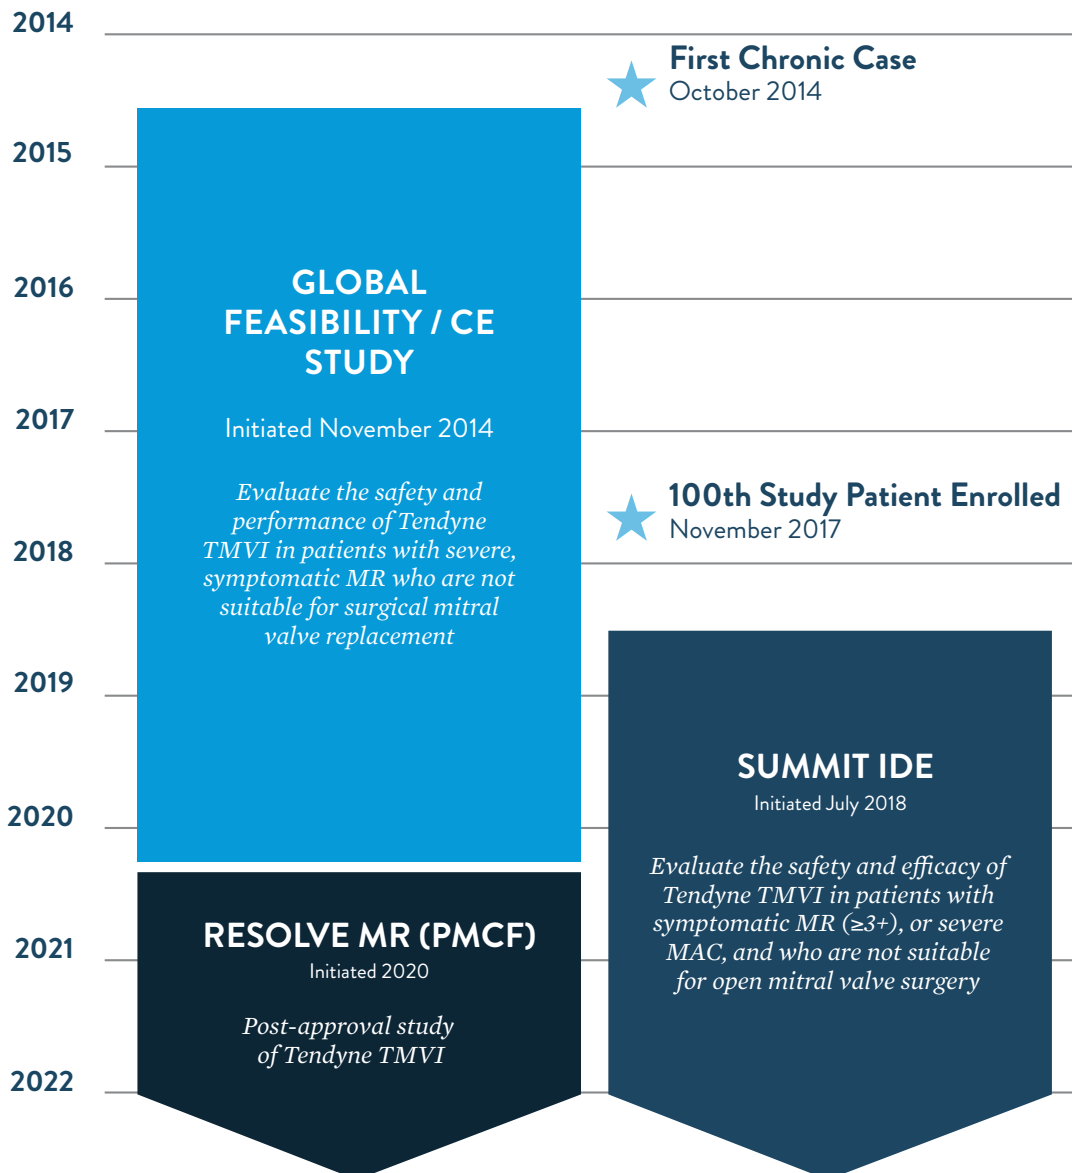 2014
First Chronic Case
October 2014
2015
2016
GLOBAL
FEASIBILITY / CE
STUDY
2017
Initiated November 2014
Evaluate the safety and
performance of Tendyne
TMVI in patients with severe,
symptomatic MR who are not
suitable for surgical mitral
valve replacement
100th Study Patient Enrolled
November 2017
2018
2019
SUMMIT IDE
Initiated July 2018
2020
Evaluate the safety and efficacy of
Tendyne TMVI in patients with
symptomatic MR (≥3+), or severe
MAC, and who are not suitable
for open mitral valve surgery
RESOLVE MR (PMCF)
2021
Initiated 2020
Post-approval study
of Tendyne TMVI
2022